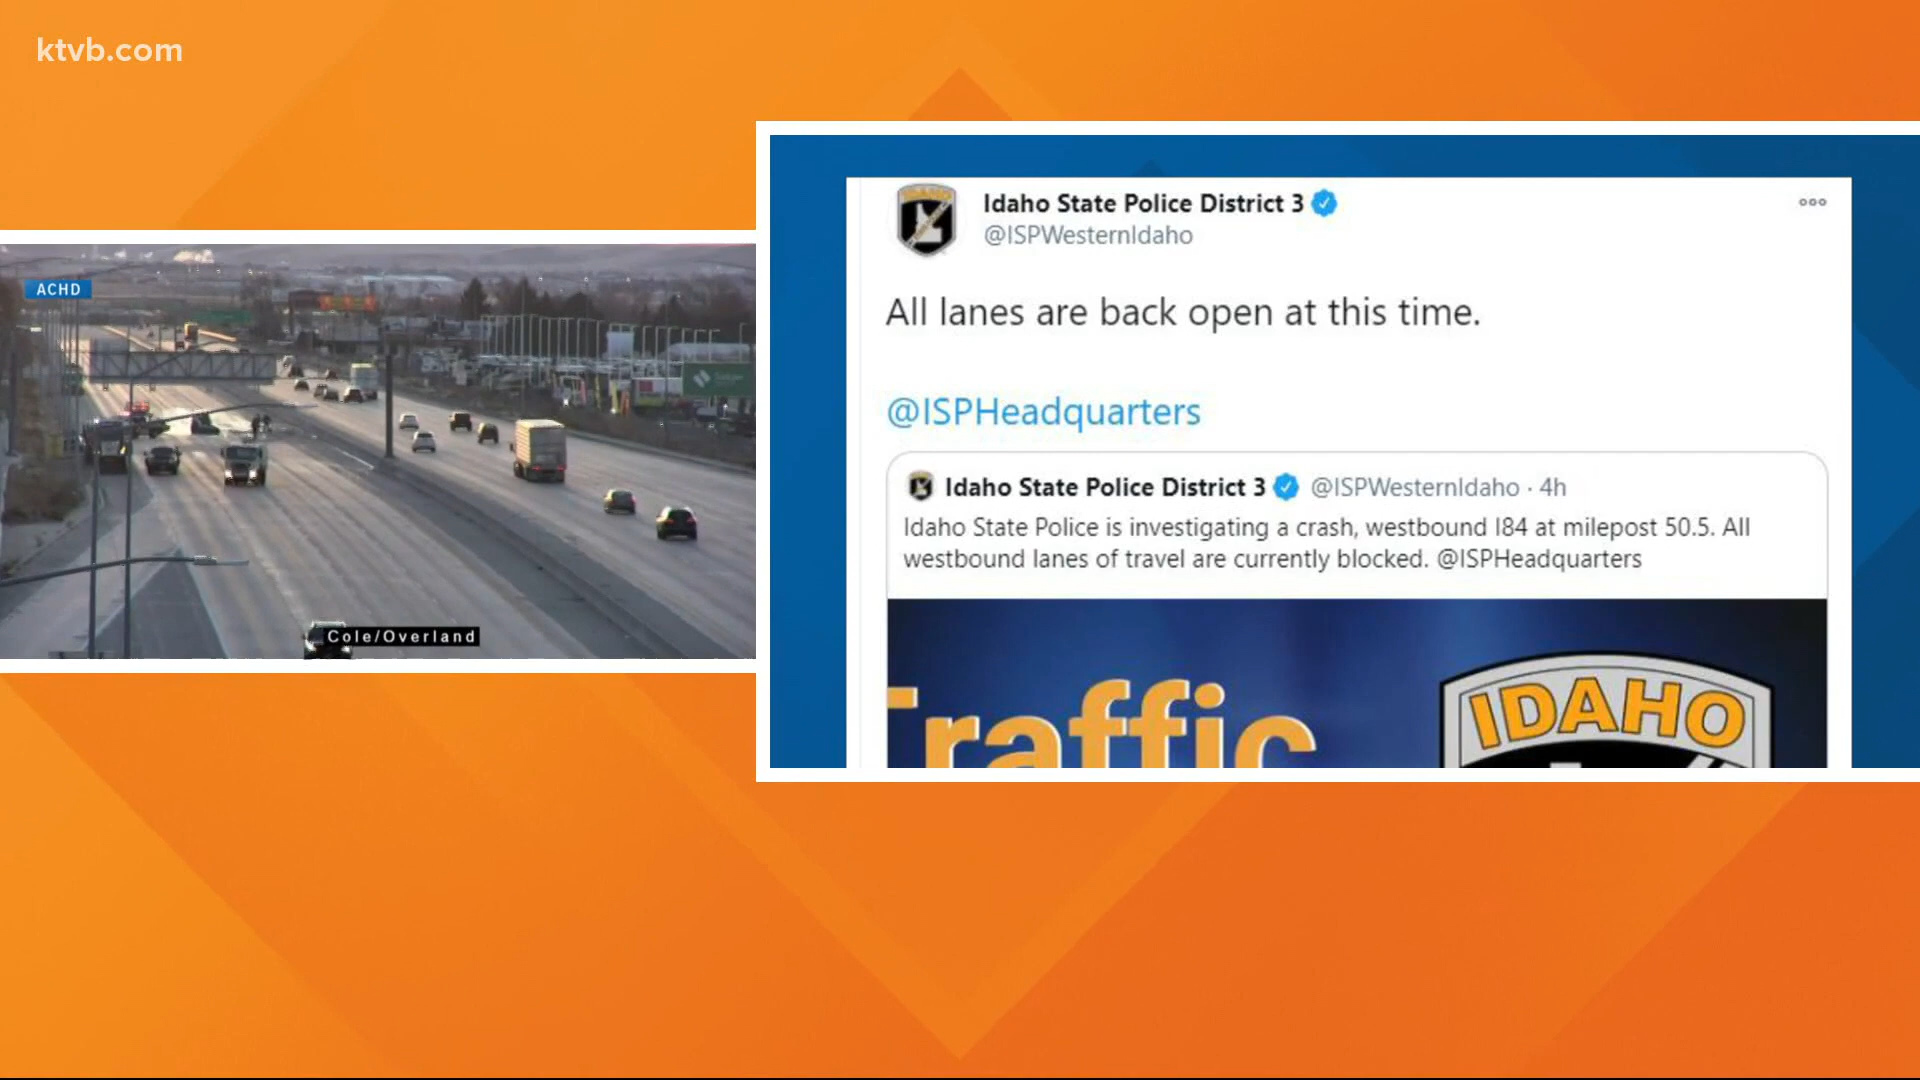 ktvb.com
ACHD
Cole/Overland
Idaho State Police District 3
@ISPWesternIdaho
All lanes are back open at this time.
@ISPHeadquarters
Idaho State Police District 3 @ISPWesternIdaho · 4h
Idaho State Police is investigating a crash, westbound I84 at milepost 50.5. All
westbound lanes of travel are currently blocked. @ISPHeadquarters
Traffic
IDAHO